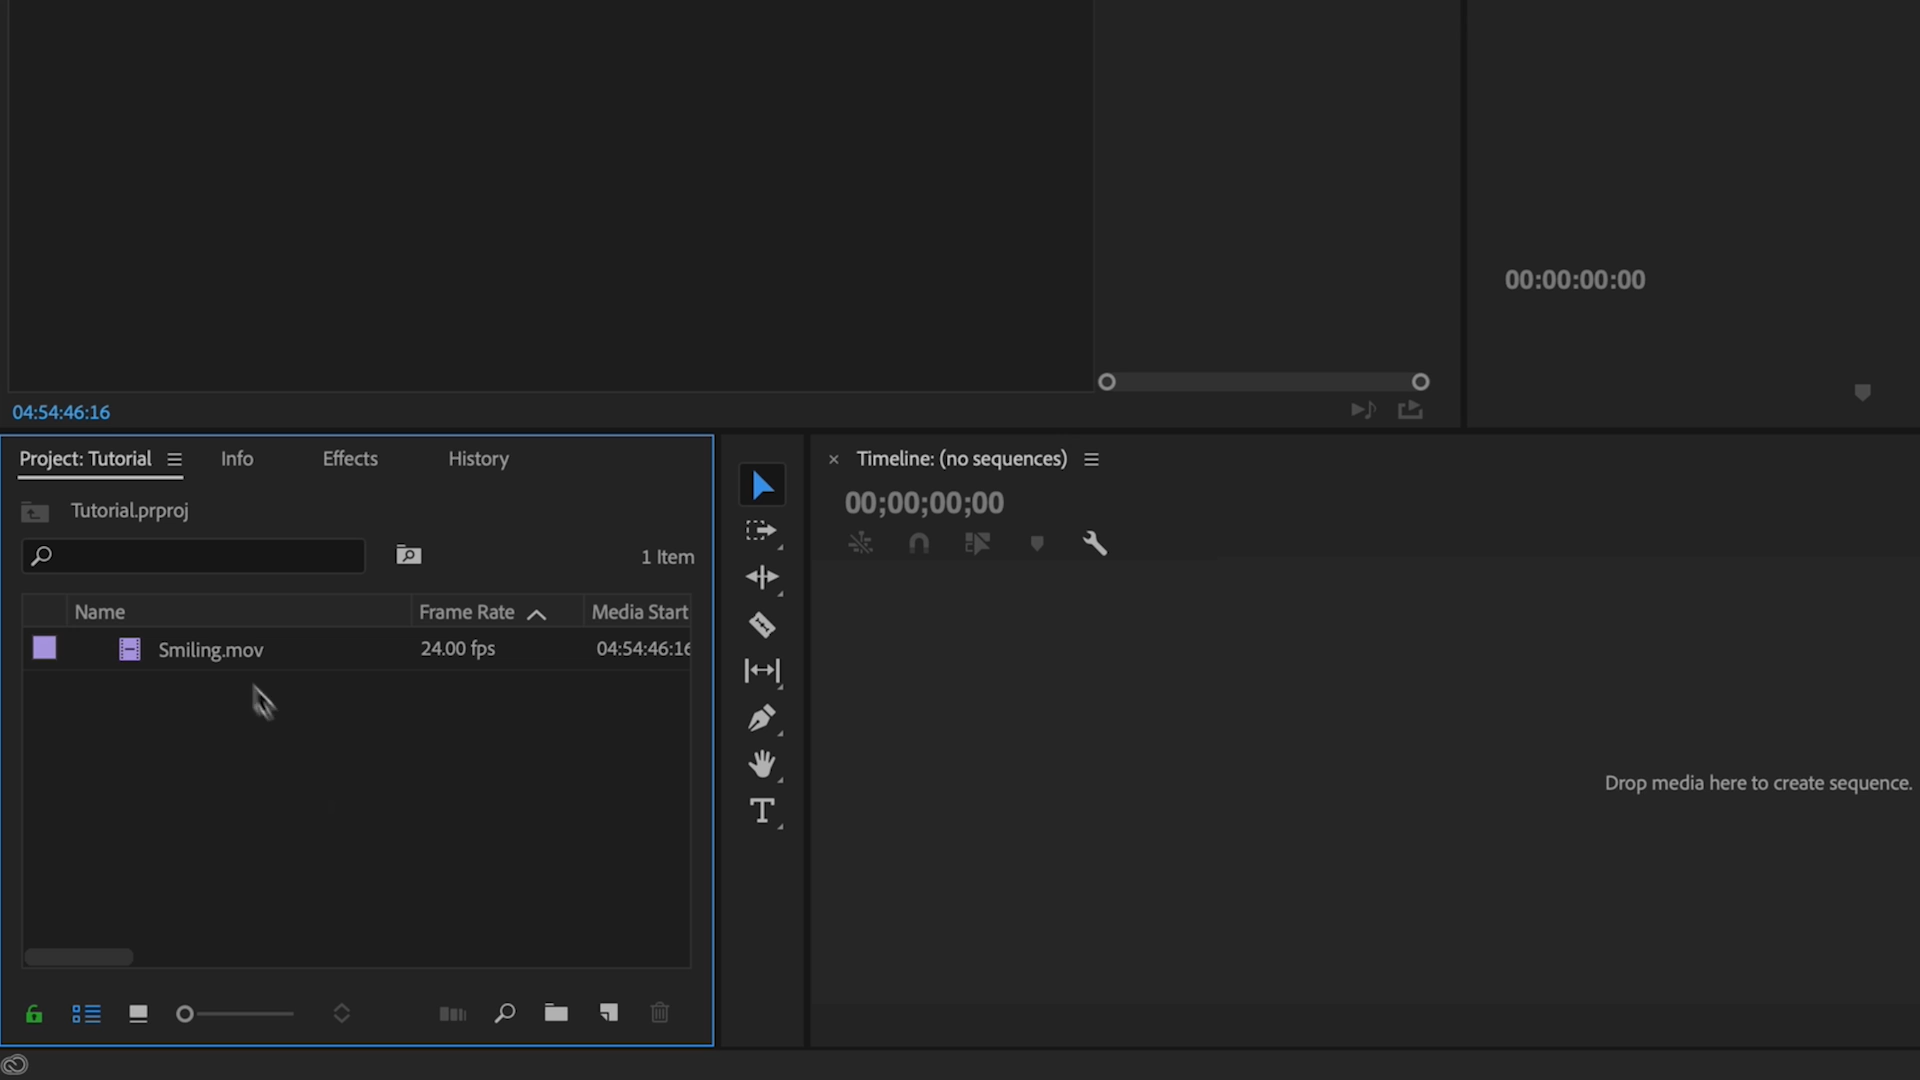 00:00:00:00
04:54:46:16
Project: Tutorial
Info
Effects
History
Tutorial.prproj
1 Item
Name
Frame Rate
Media Start
Smiling.mov
24.00 fps
04:54:46:16
Timeline: (no sequences)
00;00;00;00
Drop media here to create sequence.